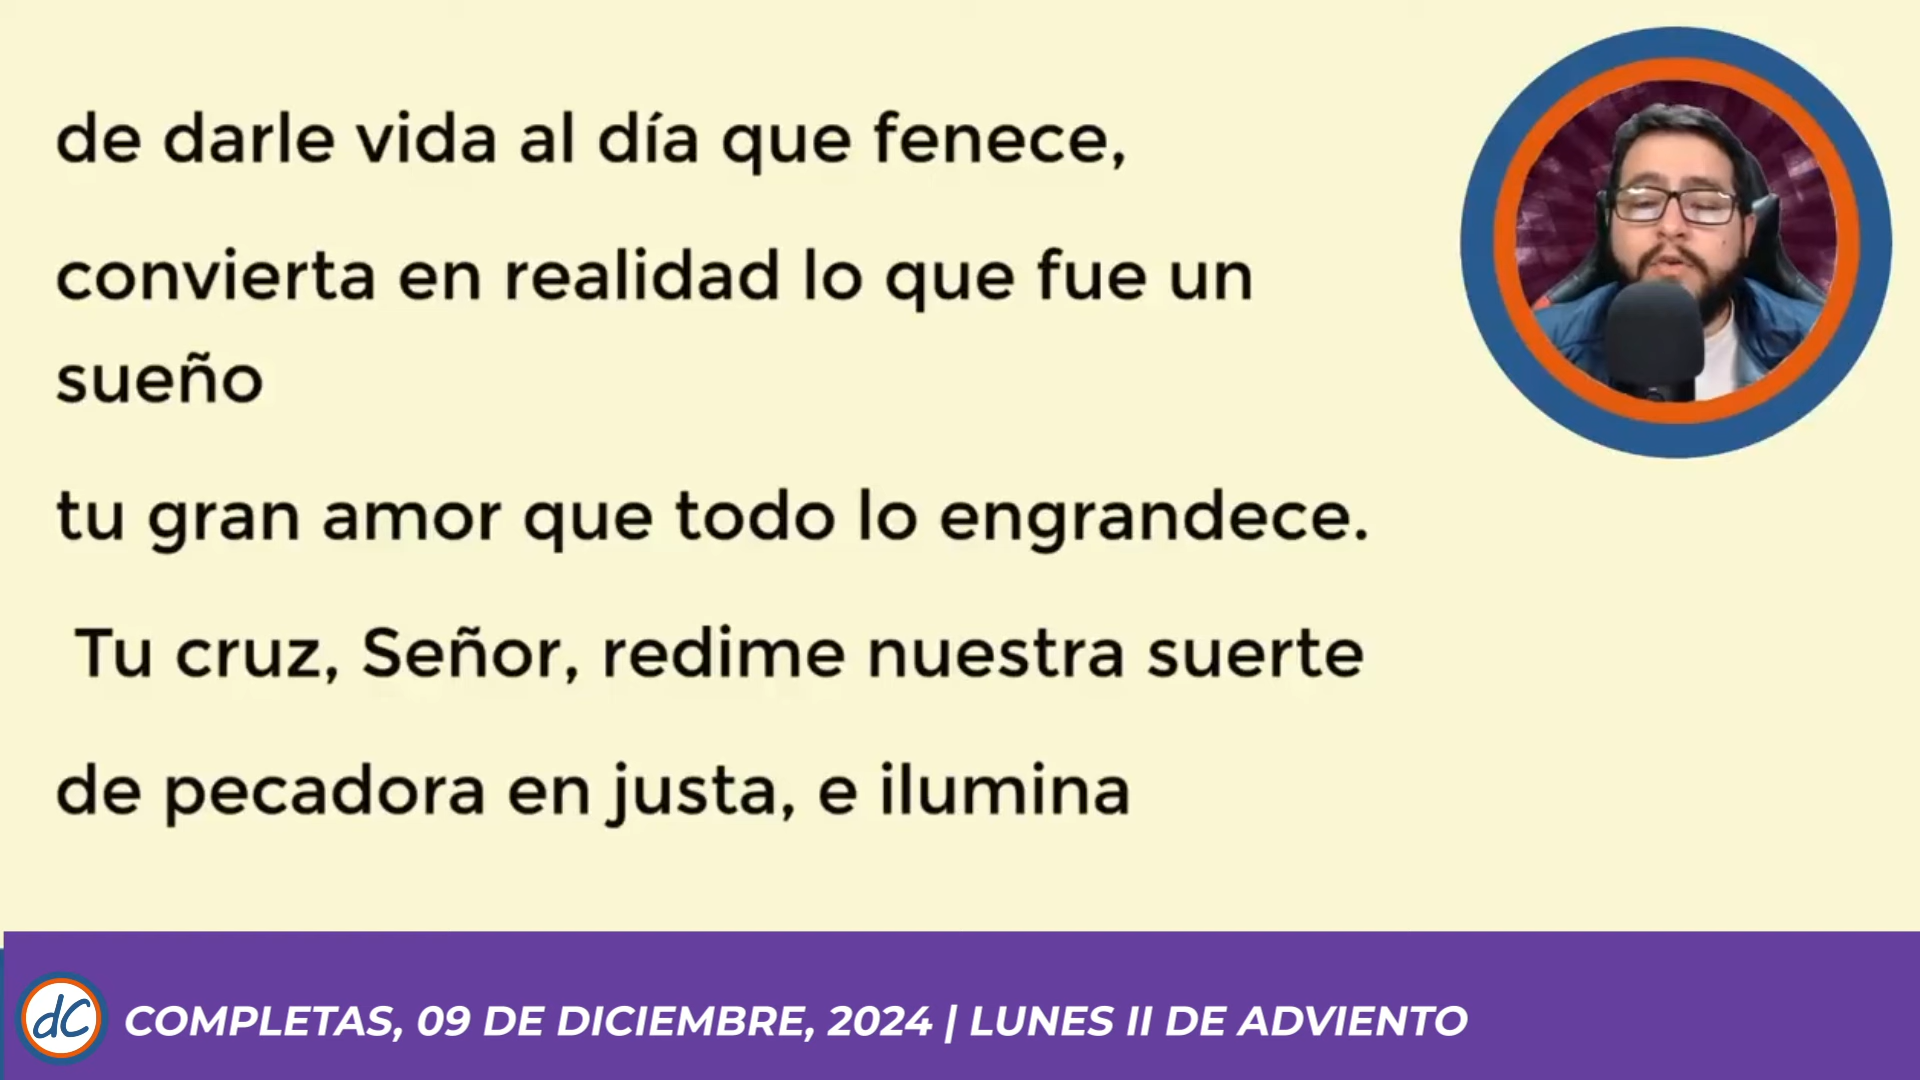 de darle vida al día que fenece,
convierta en realidad lo que fue un
sueño
tu gran amor que todo lo engrandece.
Tu cruz, Señor, redime nuestra suerte
de pecadora en justa, e ilumina
dC
COMPLETAS, 09 DE DICIEMBRE, 2024 | LUNES II DE ADVIENTO